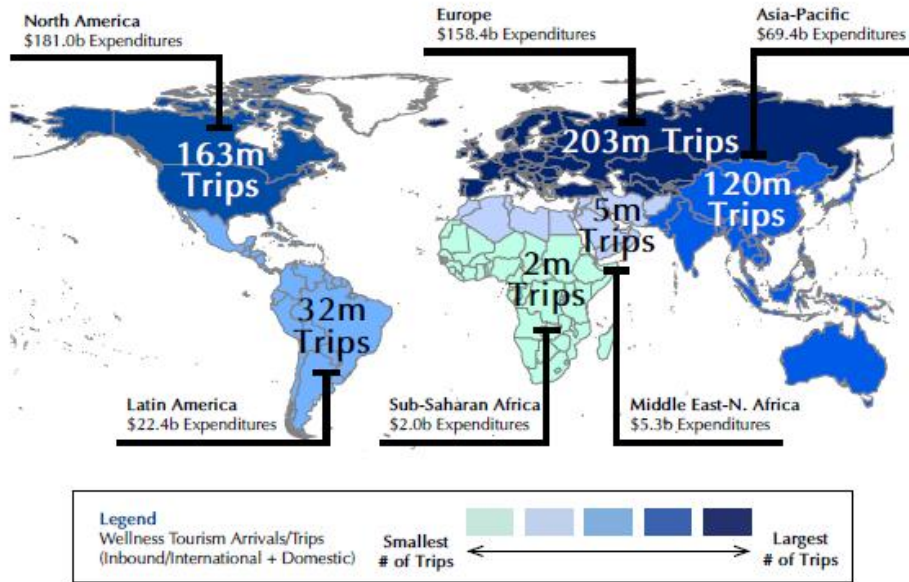 North America
$181.0b Expenditures
Europe
$158.4b Expenditures
Asia-Pacific
$69.4b Expenditures
163m
Trips
203m Trips
120m
Trips
5m
Trips
2m
Trips
32m
Trips
Latin America
$22.4b Expenditures
Sub-Saharan Africa
$2.0b Expenditures
Middle East-N. Africa
$5.3b Expenditures
Legend
Wellness Tourism Arrivals/Trips
(Inbound/International + Domestic)
Smallest
# of Trips
Largest
# of Trips